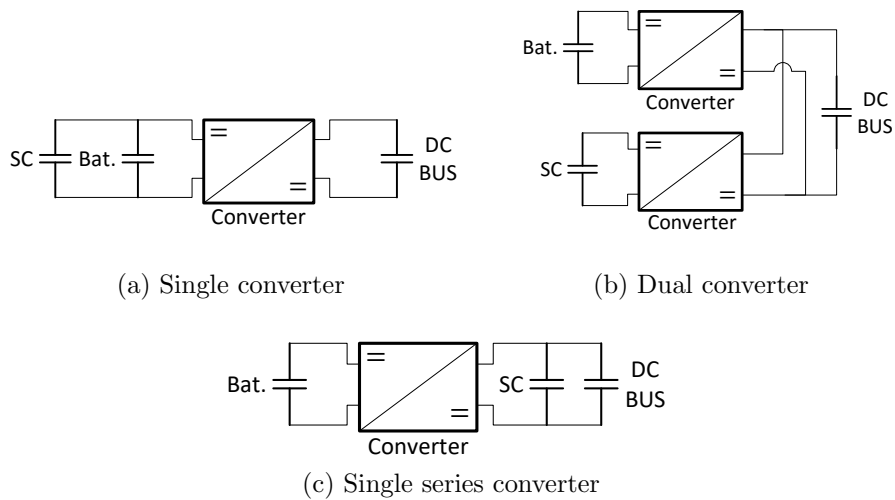 SC
Bat.
=
=
Converter
DC
BUS
(a) Single converter
Bat.
=
=
Converter
SC
=
=
Converter
DC
BUS
(b) Dual converter
Bat.
=
=
Converter
SC
DC
BUS
(c) Single series converter